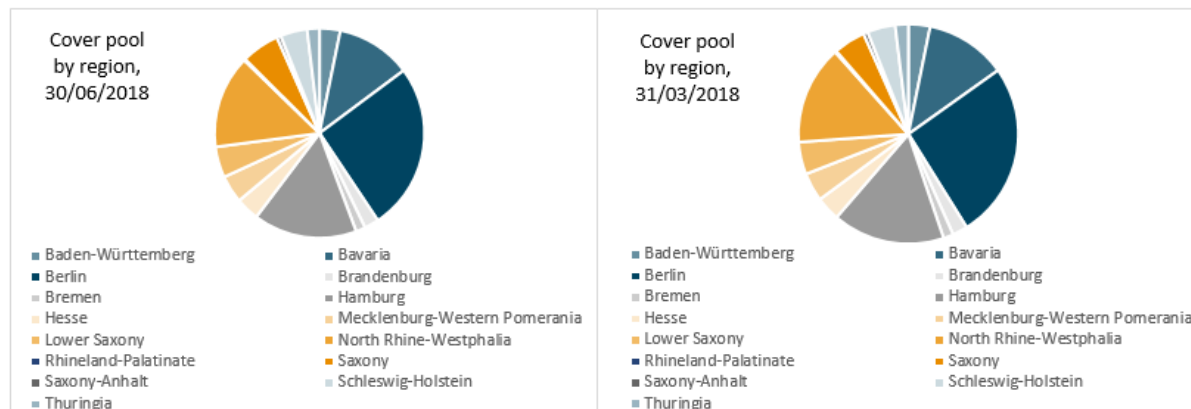 Cover pool
by region,
30/06/2018
Baden-Württemberg
Bavaria
Berlin
Brandenburg
Bremen
Hamburg
Hesse
Mecklenburg-Western Pomerania
Lower Saxony
North Rhine-Westphalia
Rhineland-Palatinate
Saxony
Saxony-Anhalt
Schleswig-Holstein
Thuringia
Cover pool
by region,
31/03/2018
Baden-Württemberg
Bavaria
Berlin
Brandenburg
Bremen
Hamburg
Hesse
Mecklenburg-Western Pomerania
Lower Saxony
North Rhine-Westphalia
Rhineland-Palatinate
Saxony
Saxony-Anhalt
Schleswig-Holstein
Thuringia